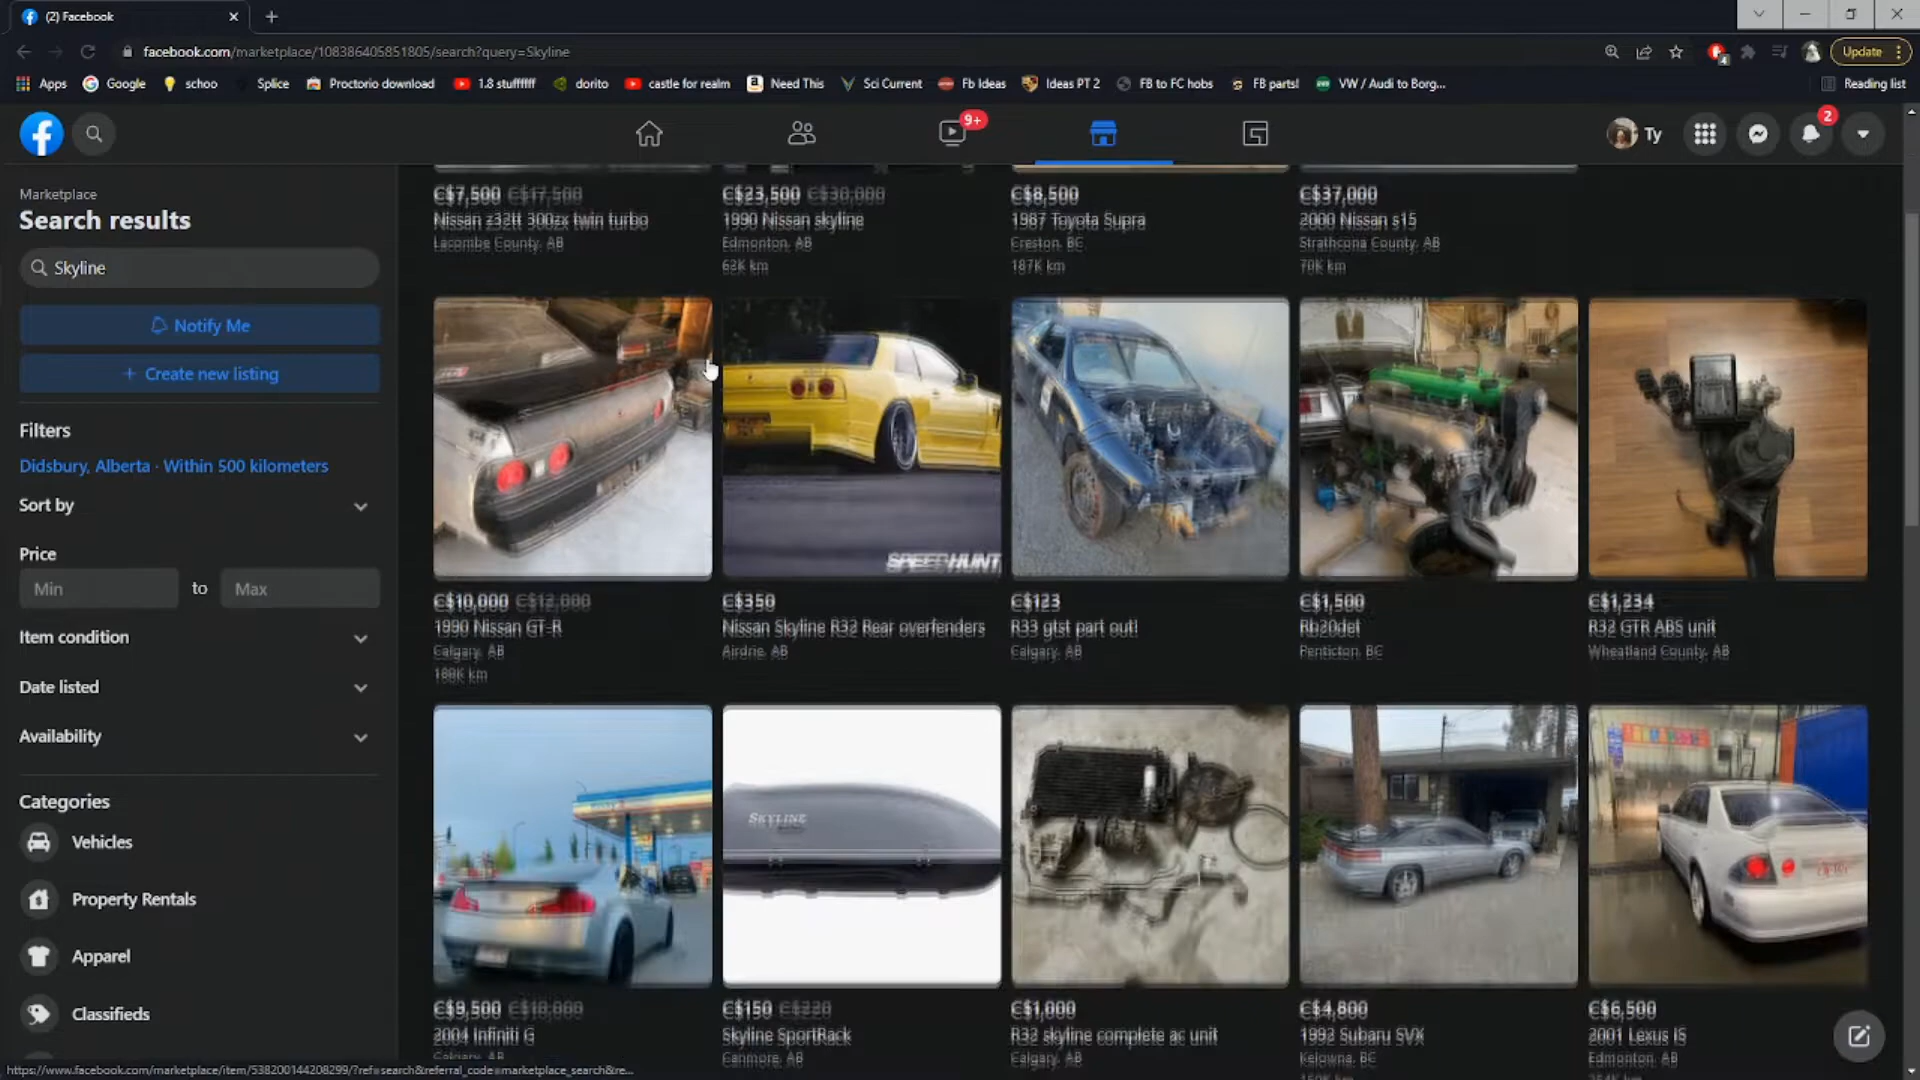 (2) Facebook
facebook.com/marketplace/108386405851805/search?query=Skyline
Update
Apps
Google
schoo
Splice
Proctorio download
1.8 stuffffff
dorito
castle for realm
Need This
Sci Current
Fb Ideas
Ideas PT 2
FB to FC hobs
FB parts!
VW / Audi to Borg...
Reading list
9+
Ty
2
Marketplace
Search results
Skyline
Notify Me
+ Create new listing
Filters
Didsbury, Alberta · Within 500 kilometers
Sort by
Price
Min
to
Max
Item condition
Date listed
Availability
Categories
Vehicles
Property Rentals
Apparel
Classifieds
C$7,500 C$17,500
Nissan z32tt 300zx twin turbo
Lacombe County, AB
C$23,500 C$30,000
1990 Nissan skyline
Edmonton, AB
62K km
C$8,500
1987 Toyota Supra
Creston, BC
187K km
C$37,000
2000 Nissan s15
Strathcona County, AB
70K km
C$10,000 C$12,000
1990 Nissan GT-R
Calgary, AB
188K km
SPEEDHUNT
C$350
Nissan Skyline R32 Rear overfenders
Airdrie, AB
C$123
R33 gtst part out!
Calgary, AB
C$1,500
Rb20det
Penticton, BC
C$1,234
R32 GTR ABS unit
Wheatland County, AB
C$9,500 C$10,000
2004 Infiniti G
Calgary, AB
SKYLINE
C$150 C$220
Skyline SportRack
Canmore, AB
C$1,000
R32 skyline complete ac unit
Calgary, AB
C$4,800
1992 Subaru SVX
Kelowna, BC
C$6,500
2001 Lexus IS
Edmonton, AB
https://www.facebook.com/marketplace/item/538200144208299/?ref=search&referral_code=marketplace_search&re...